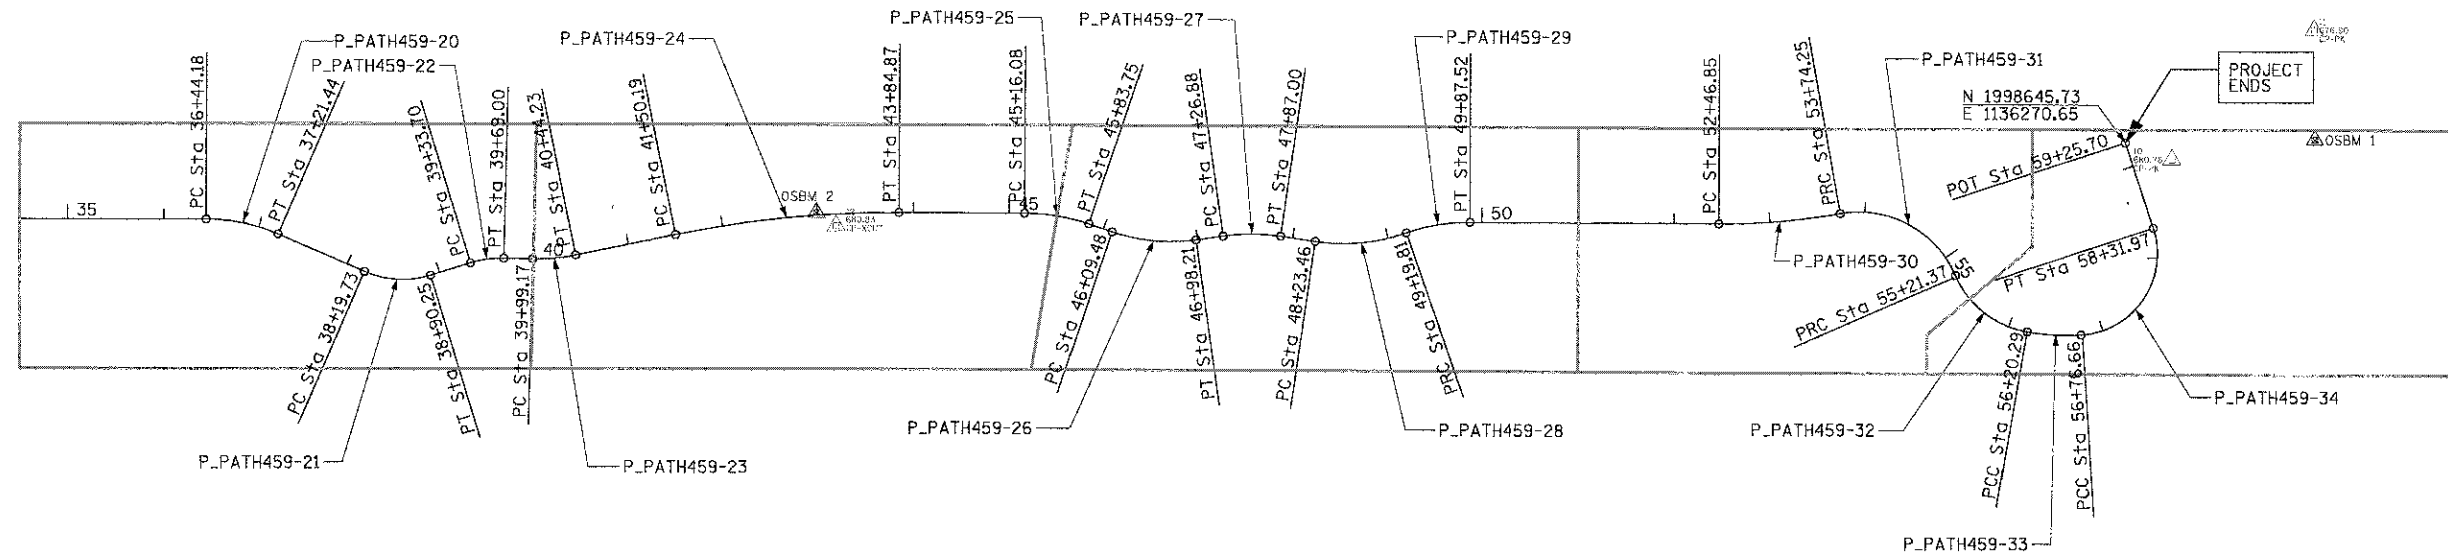 P_PATH459-20
P_PATH459-22
P_PATH459-24
P_PATH459-25
P_PATH459-27
P_PATH459-29
P_PATH459-31
PROJECT
ENDS
N 1998645.73
E 1136270.65
OSBM 1
35
PC Sta 36+44.18
PT Sta 37+21.44
PC Sta 38+19.73
PT Sta 38+90.25
PC Sta 39+33.70
PT Sta 39+69.00
PC Sta 39+99.17
40
PT Sta 40+44.23
PC Sta 41+50.19
OSBM 2
PT Sta 43+84.87
PC Sta 45+16.08
45
PT Sta 45+83.75
PC Sta 46+09.48
PT Sta 46+98.21
PC Sta 47+26.88
PT Sta 47+87.00
PC Sta 48+23.46
PRC Sta 49+19.81
PT Sta 49+87.52
50
PC Sta 52+46.85
PRC Sta 53+74.25
55
PRC Sta 55+21.37
PCC Sta 56+20.29
PCC Sta 56+76.66
PT Sta 58+31.97
POT Sta 59+25.70
P_PATH459-21
P_PATH459-23
P_PATH459-26
P_PATH459-28
P_PATH459-30
P_PATH459-32
P_PATH459-33
P_PATH459-34